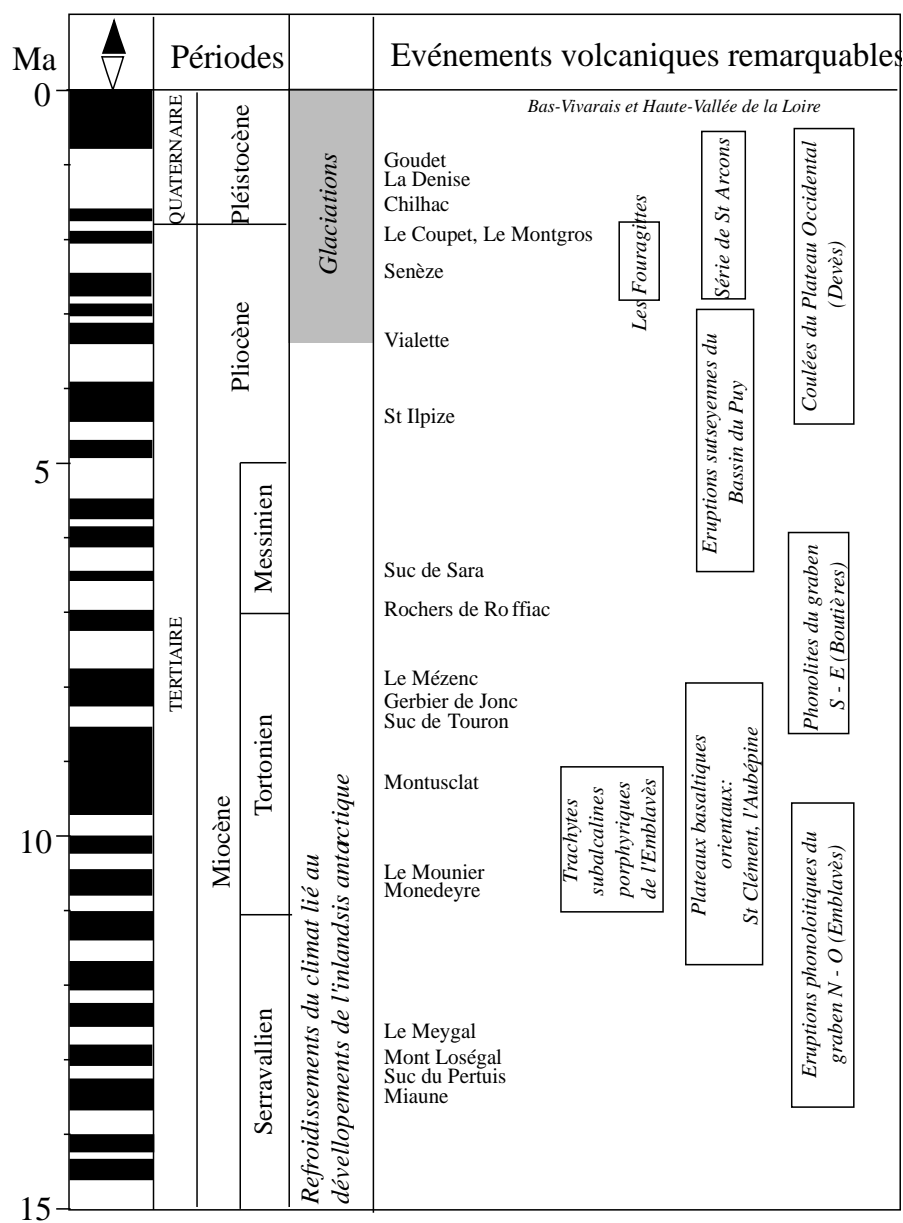 Ma
Périodes
Evénements volcaniques remarquables
0
5
10
15
QUATERNAIRE
TERTIAIRE
Pléistocène
Pliocène
Miocène
Messinien
Tortonien
Serravallien
Glaciations
Refroidissements du climat lié au
dévellopements de l'inlandsis antarctique
Bas-Vivarais et Haute-Vallée de la Loire
Goudet
La Denise
Chilhac
Le Coupet, Le Montgros
Senèze
Vialette
St Ilpize
Suc de Sara
Rochers de Roffiac
Le Mézenc
Gerbier de Jonc
Suc de Touron
Montusclat
Le Mounier
Monedeyre
Le Meygal
Mont Loségal
Suc du Pertuis
Miaune
Les Fouragittes
Série de St Arcons
Coulées du Plateau Occidental
(Devès)
Eruptions sutseyennes du
Bassin du Puy
Phonolites du graben
S - E (Boutières)
Trachytes
subalcalines
porphyriques
de l'Emblavès
Plateaux basaltiques
orientaux:
St Clément, l'Aubépine
Eruptions phonoloitiques du
graben N - O (Emblavès)